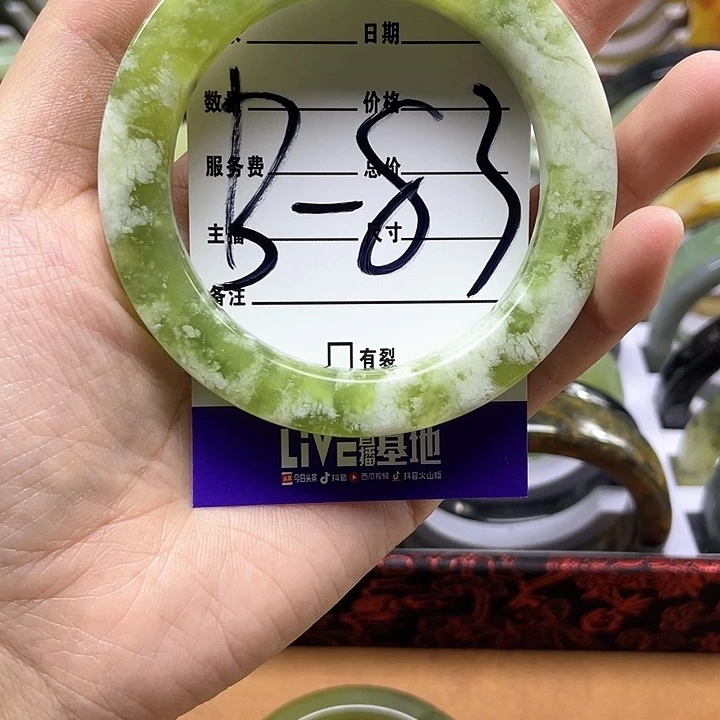 日期
数量 价格
服务费 总价
主播 尺寸
备注
B-83
有裂
LIVE直播基地
头条 今日头条 抖音 西瓜视频 抖音火山版